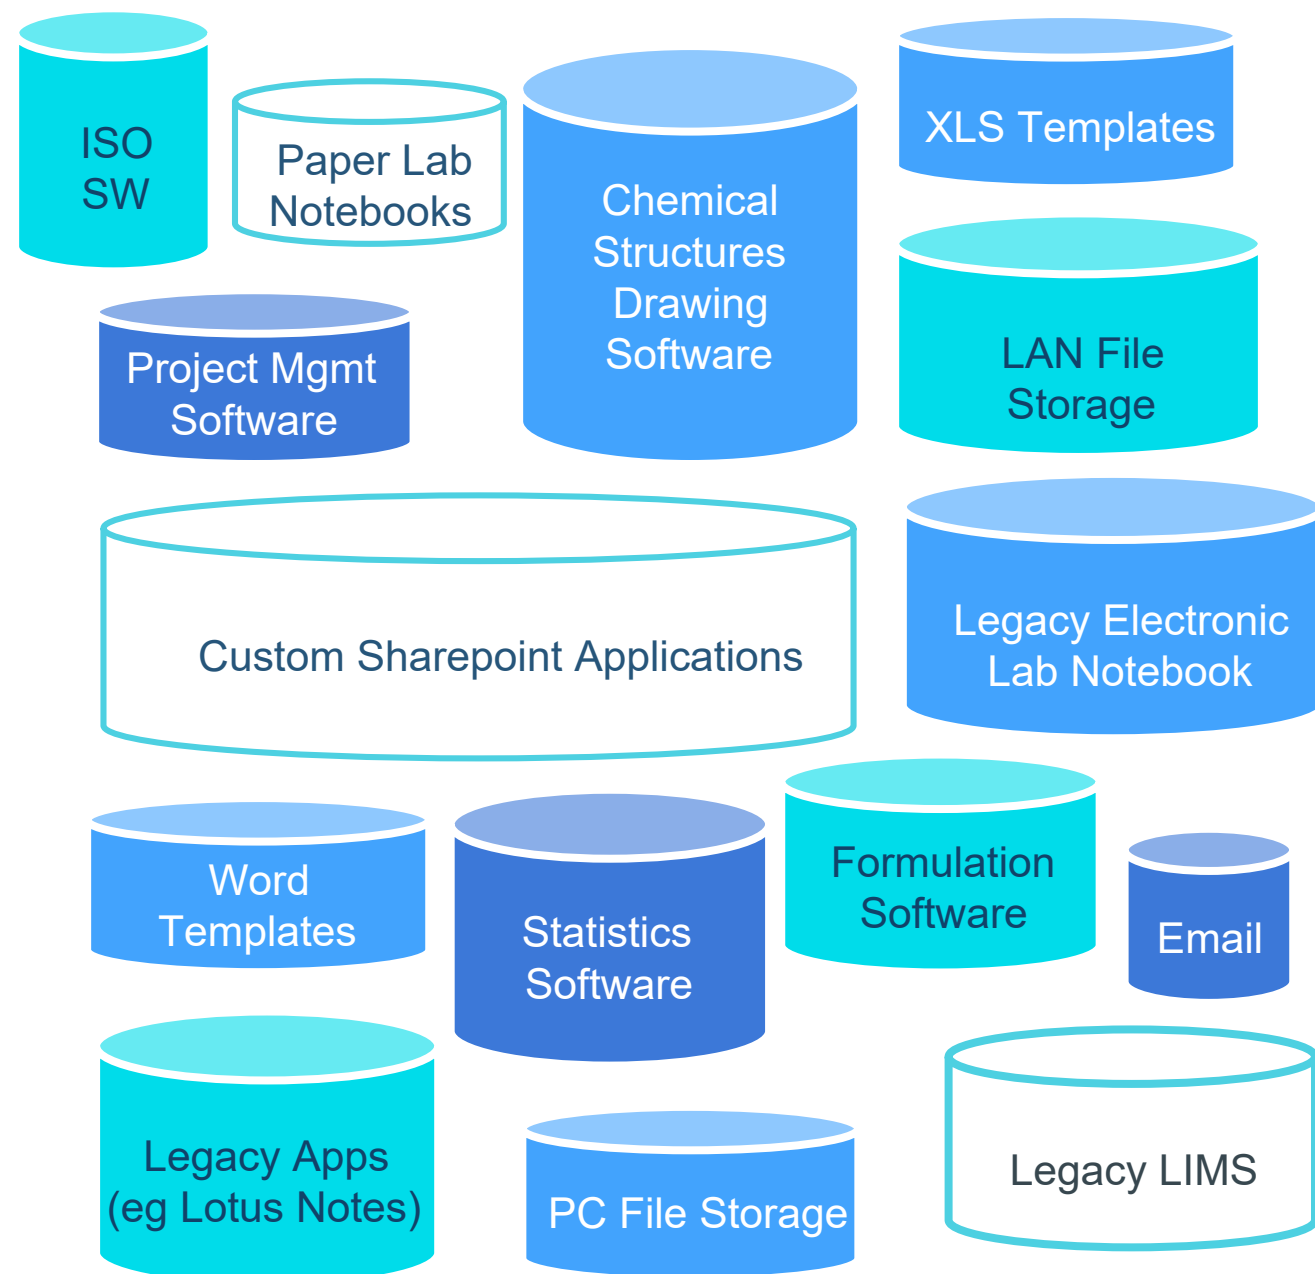 ISO
SW
Paper Lab
Notebooks
Chemical
Structures
Drawing
Software
XLS Templates
Project Mgmt
Software
LAN File
Storage
Custom Sharepoint Applications
Legacy Electronic
Lab Notebook
Word
Templates
Statistics
Software
Formulation
Software
Email
Legacy Apps
(eg Lotus Notes)
PC File Storage
Legacy LIMS